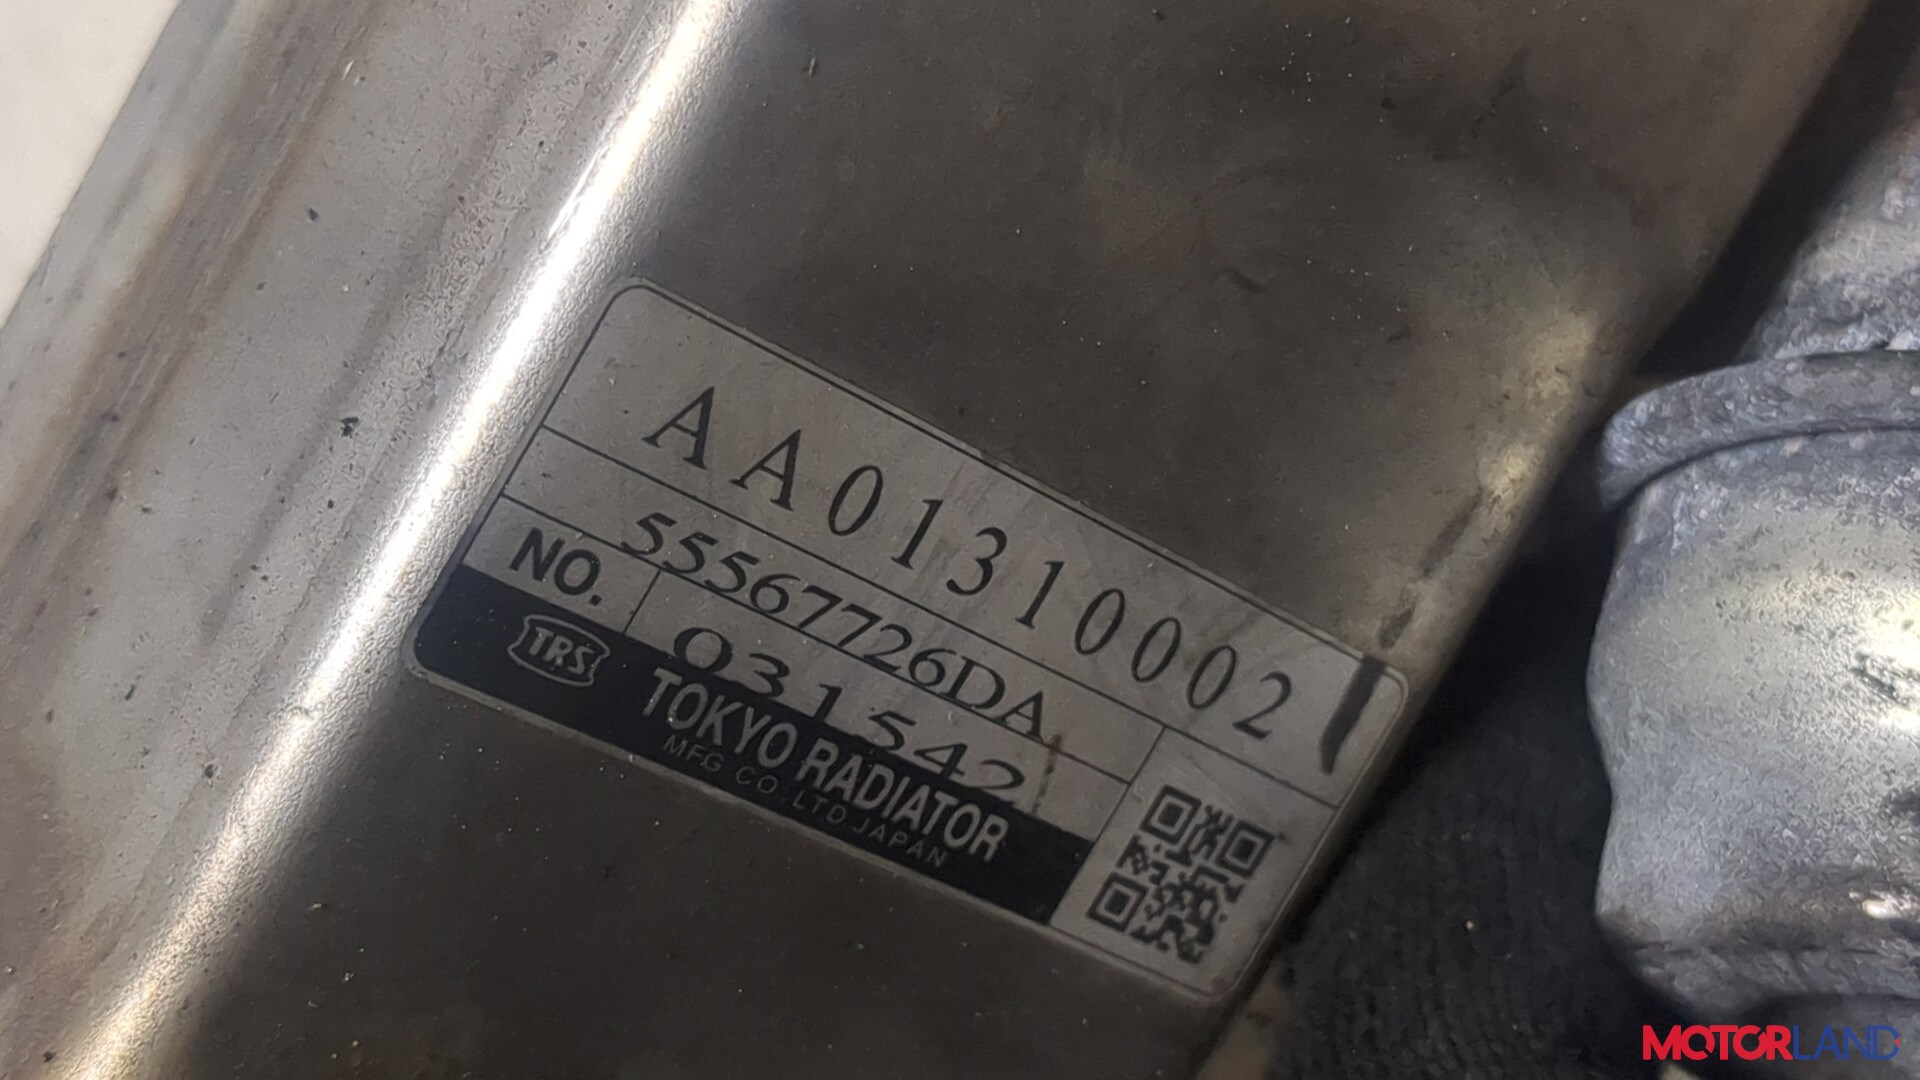 AA01310002
55567726DA
NO. 031542
TRS TOKYO RADIATOR
MFG CO.LTD JAPAN
MOTORLAND